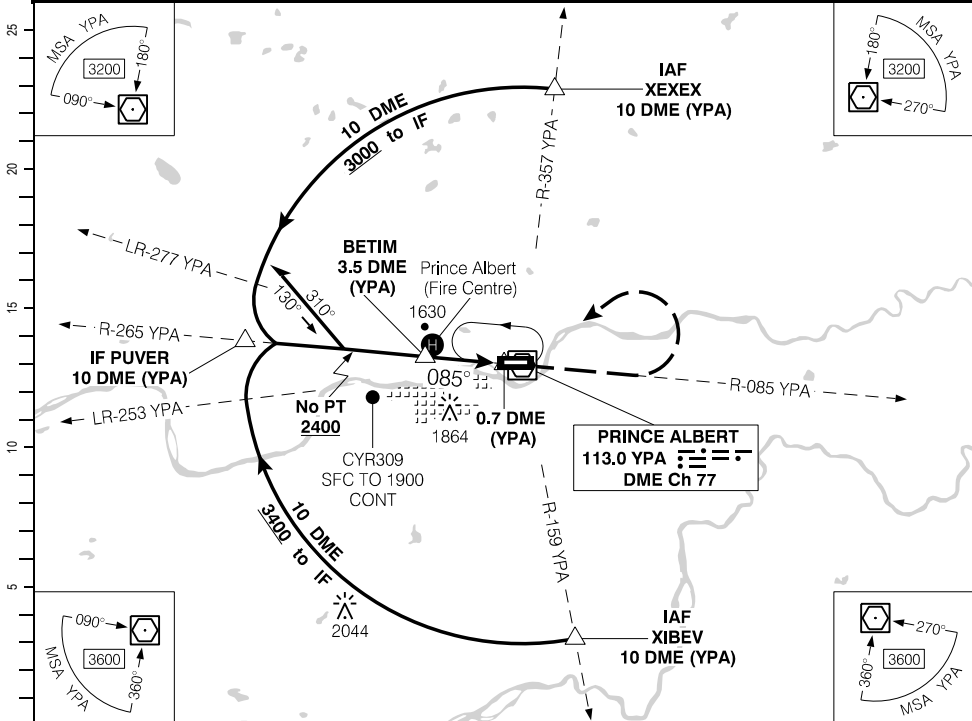 25
20
15
10
5
MSA YPA
3200
180°
090°
MSA YPA
3200
180°
270°
10 DME
3000 to IF
IAF
XEXEX
10 DME (YPA)
R-357 YPA
LR-277 YPA
R-265 YPA
LR-253 YPA
310°
130°
BETIM
3.5 DME
(YPA)
Prince Albert
(Fire Centre)
1630
H
IF PUVER
10 DME (YPA)
085°
R-085 YPA
No PT
2400
1864
0.7 DME
(YPA)
CYR309
SFC TO 1900
CONT
PRINCE ALBERT
113.0 YPA
DME Ch 77
R-159 YPA
10 DME
3400 to IF
2044
IAF
XIBEV
10 DME (YPA)
090°
3600
360°
MSA YPA
270°
3600
360°
MSA YPA